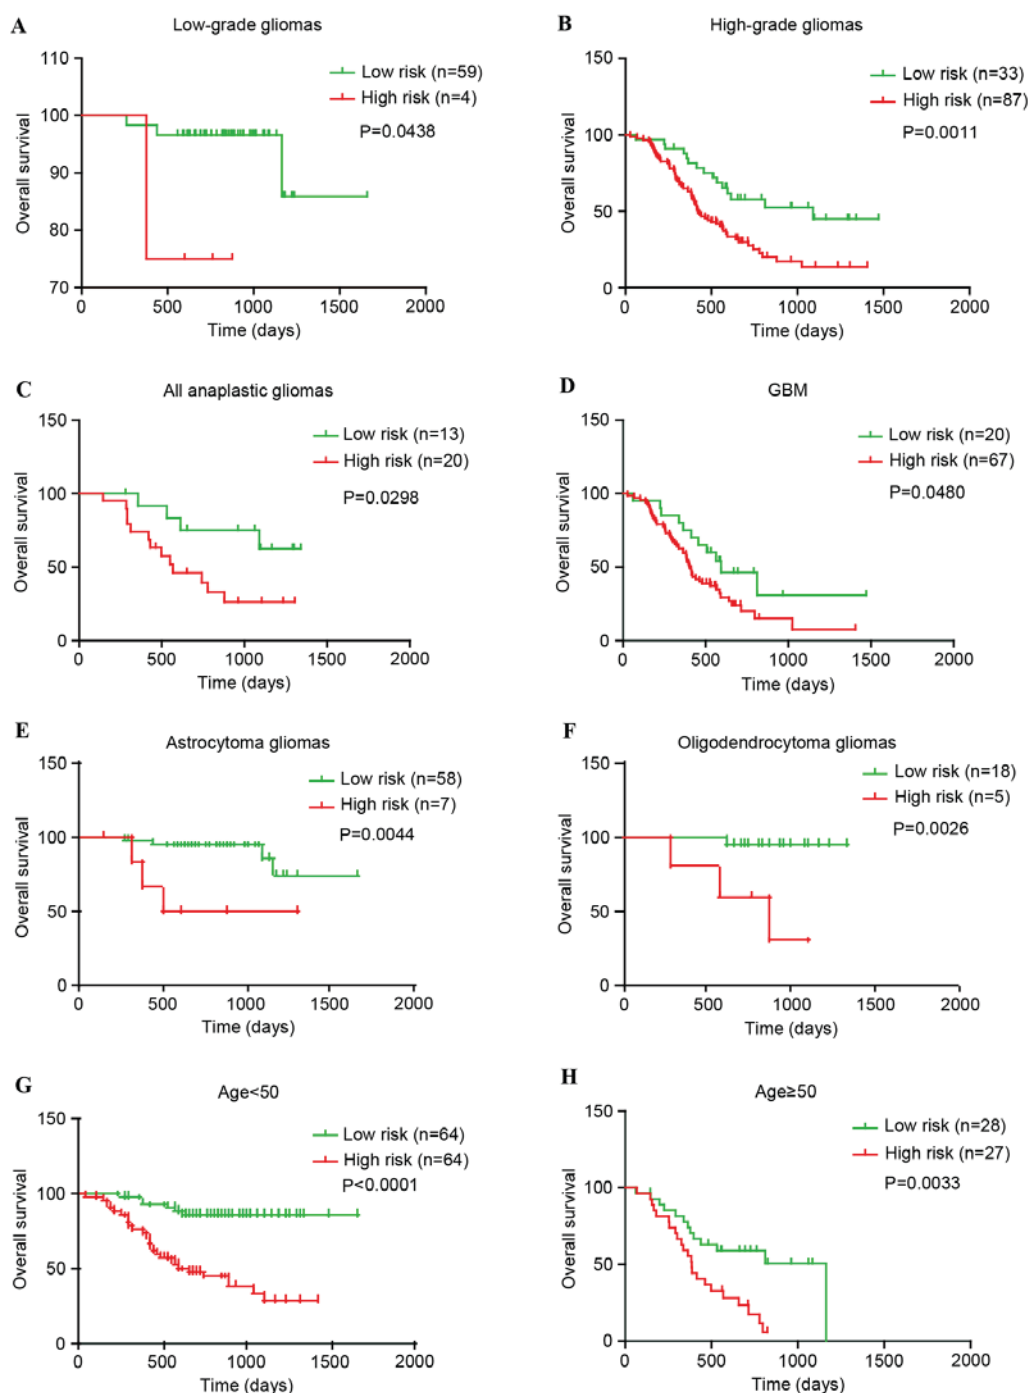 A
Low-grade gliomas
110
100
90
80
70
Overall survival
Low risk (n=59)
High risk (n=4)
P=0.0438
0 500 1000 1500 2000
Time (days)
B
High-grade gliomas
150
100
50
0
Overall survival
Low risk (n=33)
High risk (n=87)
P=0.0011
0 500 1000 1500 2000
Time (days)
C
All anaplastic gliomas
150
100
50
0
Overall survival
Low risk (n=13)
High risk (n=20)
P=0.0298
0 500 1000 1500 2000
Time (days)
D
GBM
150
100
50
0
Overall survival
Low risk (n=20)
High risk (n=67)
P=0.0480
0 500 1000 1500 2000
Time (days)
E
Astrocytoma gliomas
150
100
50
0
Overall survival
Low risk (n=58)
High risk (n=7)
P=0.0044
0 500 1000 1500 2000
Time (days)
F
Oligodendrocytoma gliomas
150
100
50
0
Overall survival
Low risk (n=18)
High risk (n=5)
P=0.0026
0 500 1000 1500 2000
Time (days)
G
Age<50
150
100
50
0
Overall survival
Low risk (n=64)
High risk (n=64)
P<0.0001
0 500 1000 1500 2000
Time (days)
H
Age≥50
150
100
50
0
Overall survival
Low risk (n=28)
High risk (n=27)
P=0.0033
0 500 1000 1500 2000
Time (days)